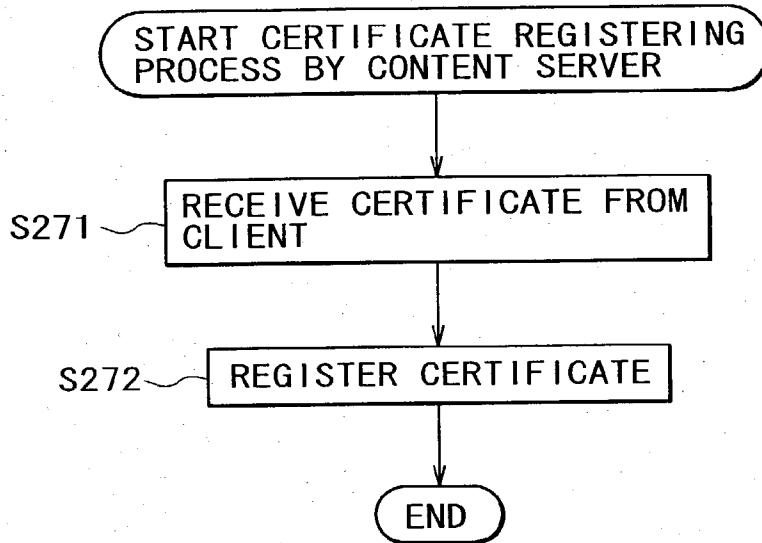 START CERTIFICATE REGISTERING
PROCESS BY CONTENT SERVER
S271
RECEIVE CERTIFICATE FROM
CLIENT
S272
REGISTER CERTIFICATE
END